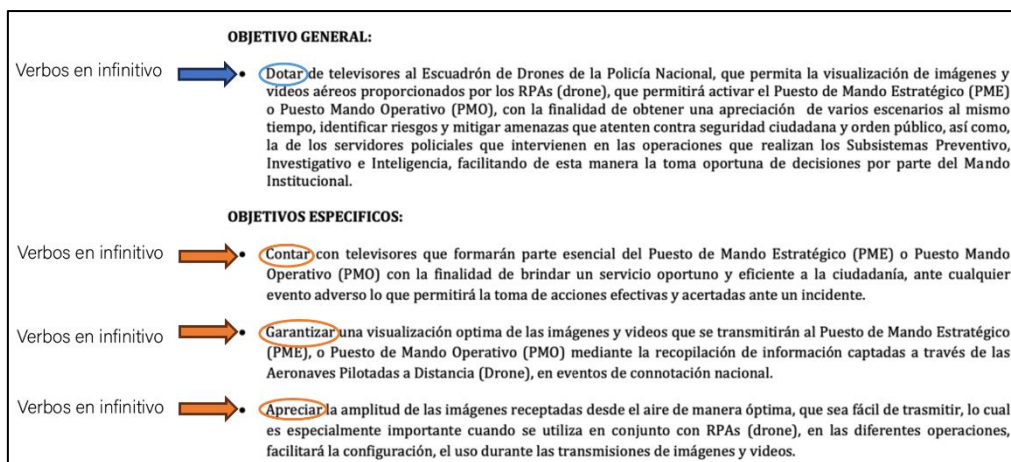 OBJETIVO GENERAL:
Verbos en infinitivo
• Dotar de televisores al Escuadrón de Drones de la Policía Nacional, que permita la visualización de imágenes y
videos aéreos proporcionados por los RPAs (drone), que permitirá activar el Puesto de Mando Estratégico (PME)
o Puesto Mando Operativo (PMO), con la finalidad de obtener una apreciación de varios escenarios al mismo
tiempo, identificar riesgos y mitigar amenazas que atenten contra seguridad ciudadana y orden público, así como,
la de los servidores policiales que intervienen en las operaciones que realizan los Subsistemas Preventivo,
Investigativo e Inteligencia, facilitando de esta manera la toma oportuna de decisiones por parte del Mando
Institucional.
OBJETIVOS ESPECIFICOS:
Verbos en infinitivo
• Contar con televisores que formarán parte esencial del Puesto de Mando Estratégico (PME) o Puesto Mando
Operativo (PMO) con la finalidad de brindar un servicio oportuno y eficiente a la ciudadanía, ante cualquier
evento adverso lo que permitirá la toma de acciones efectivas y acertadas ante un incidente.
Verbos en infinitivo
• Garantizar una visualización optima de las imágenes y videos que se transmitirán al Puesto de Mando Estratégico
(PME), o Puesto de Mando Operativo (PMO) mediante la recopilación de información captadas a través de las
Aeronaves Pilotadas a Distancia (Drone), en eventos de connotación nacional.
Verbos en infinitivo
• Apreciar la amplitud de las imágenes receptadas desde el aire de manera óptima, que sea fácil de trasmitir, lo cual
es especialmente importante cuando se utiliza en conjunto con RPAs (drone), en las diferentes operaciones,
facilitará la configuración, el uso durante las transmisiones de imágenes y videos.